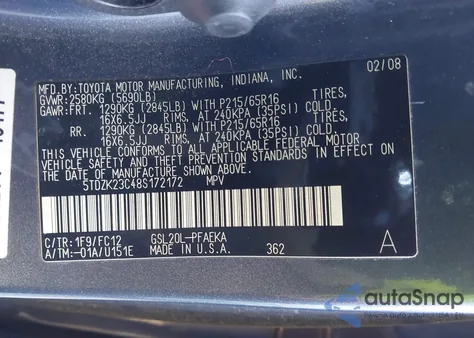 MFD.BY:TOYOTA MOTOR MANUFACTURING, INDIANA, INC. 02/08
GVWR:2580KG (5690LB)
GAWR:FRT. 1290KG (2845LB) WITH P215/65R16 TIRES,
16X6.5JJ RIMS, AT 240KPA (35PSI) COLD.
RR. 1290KG (2845LB) WITH P215/65R16 TIRES,
16X6.5JJ RIMS, AT 240KPA (35PSI) COLD.
THIS VEHICLE CONFORMS TO ALL APPLICABLE FEDERAL MOTOR
VEHICLE SAFETY AND THEFT PREVENTION STANDARDS IN
EFFECT ON THE DATE OF MANUFACTURE SHOWN ABOVE.
5TDZK23C48S172172 MPV
C/TR:1F9/FC12 GSL20L-PFAEKA A
A/TM:-01A/U151E MADE IN U.S.A. 362
autoSnap